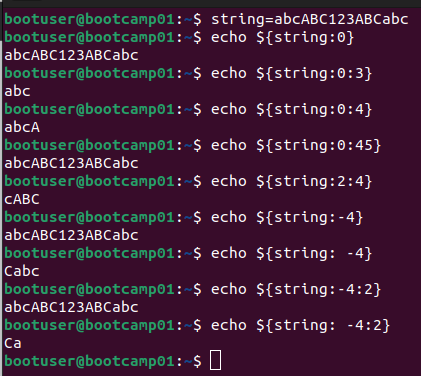 bootuser@bootcamp01:~$ string=abcABC123ABCabc
bootuser@bootcamp01:~$ echo ${string:0}
abcABC123ABCabc
bootuser@bootcamp01:~$ echo ${string:0:3}
abc
bootuser@bootcamp01:~$ echo ${string:0:4}
abcA
bootuser@bootcamp01:~$ echo ${string:0:45}
abcABC123ABCabc
bootuser@bootcamp01:~$ echo ${string:2:4}
cABC
bootuser@bootcamp01:~$ echo ${string:-4}
abcABC123ABCabc
bootuser@bootcamp01:~$ echo ${string: -4}
Cabc
bootuser@bootcamp01:~$ echo ${string:-4:2}
abcABC123ABCabc
bootuser@bootcamp01:~$ echo ${string: -4:2}
Ca
bootuser@bootcamp01:~$